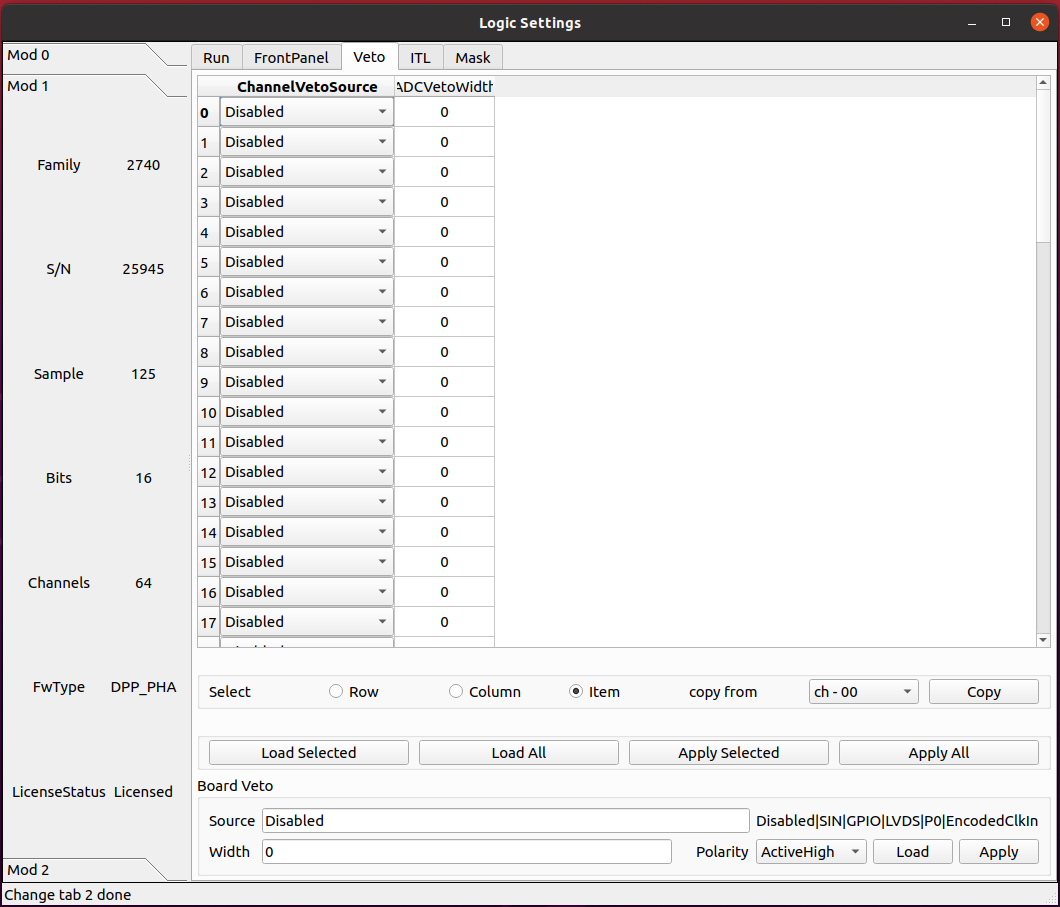 Logic Settings
Mod 0
Mod 1
Family 2740
S/N 25945
Sample 125
Bits 16
Channels 64
FwType DPP_PHA
LicenseStatus Licensed
Mod 2
Run FrontPanel Veto ITL Mask
ChannelVetoSource ADCVetoWidth
0 Disabled 0
1 Disabled 0
2 Disabled 0
3 Disabled 0
4 Disabled 0
5 Disabled 0
6 Disabled 0
7 Disabled 0
8 Disabled 0
9 Disabled 0
10 Disabled 0
11 Disabled 0
12 Disabled 0
13 Disabled 0
14 Disabled 0
15 Disabled 0
16 Disabled 0
17 Disabled 0
Select Row Column Item copy from ch - 00 Copy
Load Selected Load All Apply Selected Apply All
Board Veto
Source Disabled Disabled|SIN|GPIO|LVDS|P0|EncodedClkIn
Width 0 Polarity ActiveHigh Load Apply
Change tab 2 done